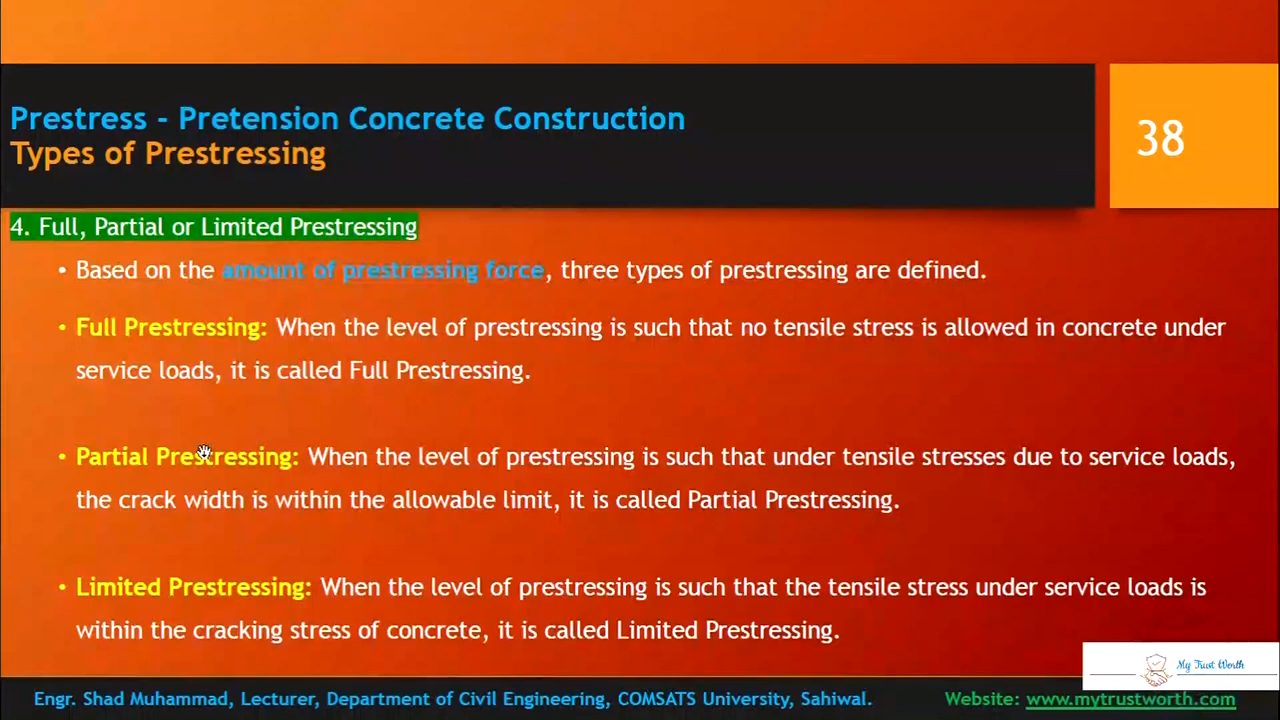 Prestress - Pretension Concrete Construction
Types of Prestressing
38
4. Full, Partial or Limited Prestressing
• Based on the amount of prestressing force, three types of prestressing are defined.
• Full Prestressing: When the level of prestressing is such that no tensile stress is allowed in concrete under
service loads, it is called Full Prestressing.
• Partial Prestressing: When the level of prestressing is such that under tensile stresses due to service loads,
the crack width is within the allowable limit, it is called Partial Prestressing.
• Limited Prestressing: When the level of prestressing is such that the tensile stress under service loads is
within the cracking stress of concrete, it is called Limited Prestressing.
My Trust Worth
Engr. Shad Muhammad, Lecturer, Department of Civil Engineering, COMSATS University, Sahiwal.
Website: www.mytrustworth.com